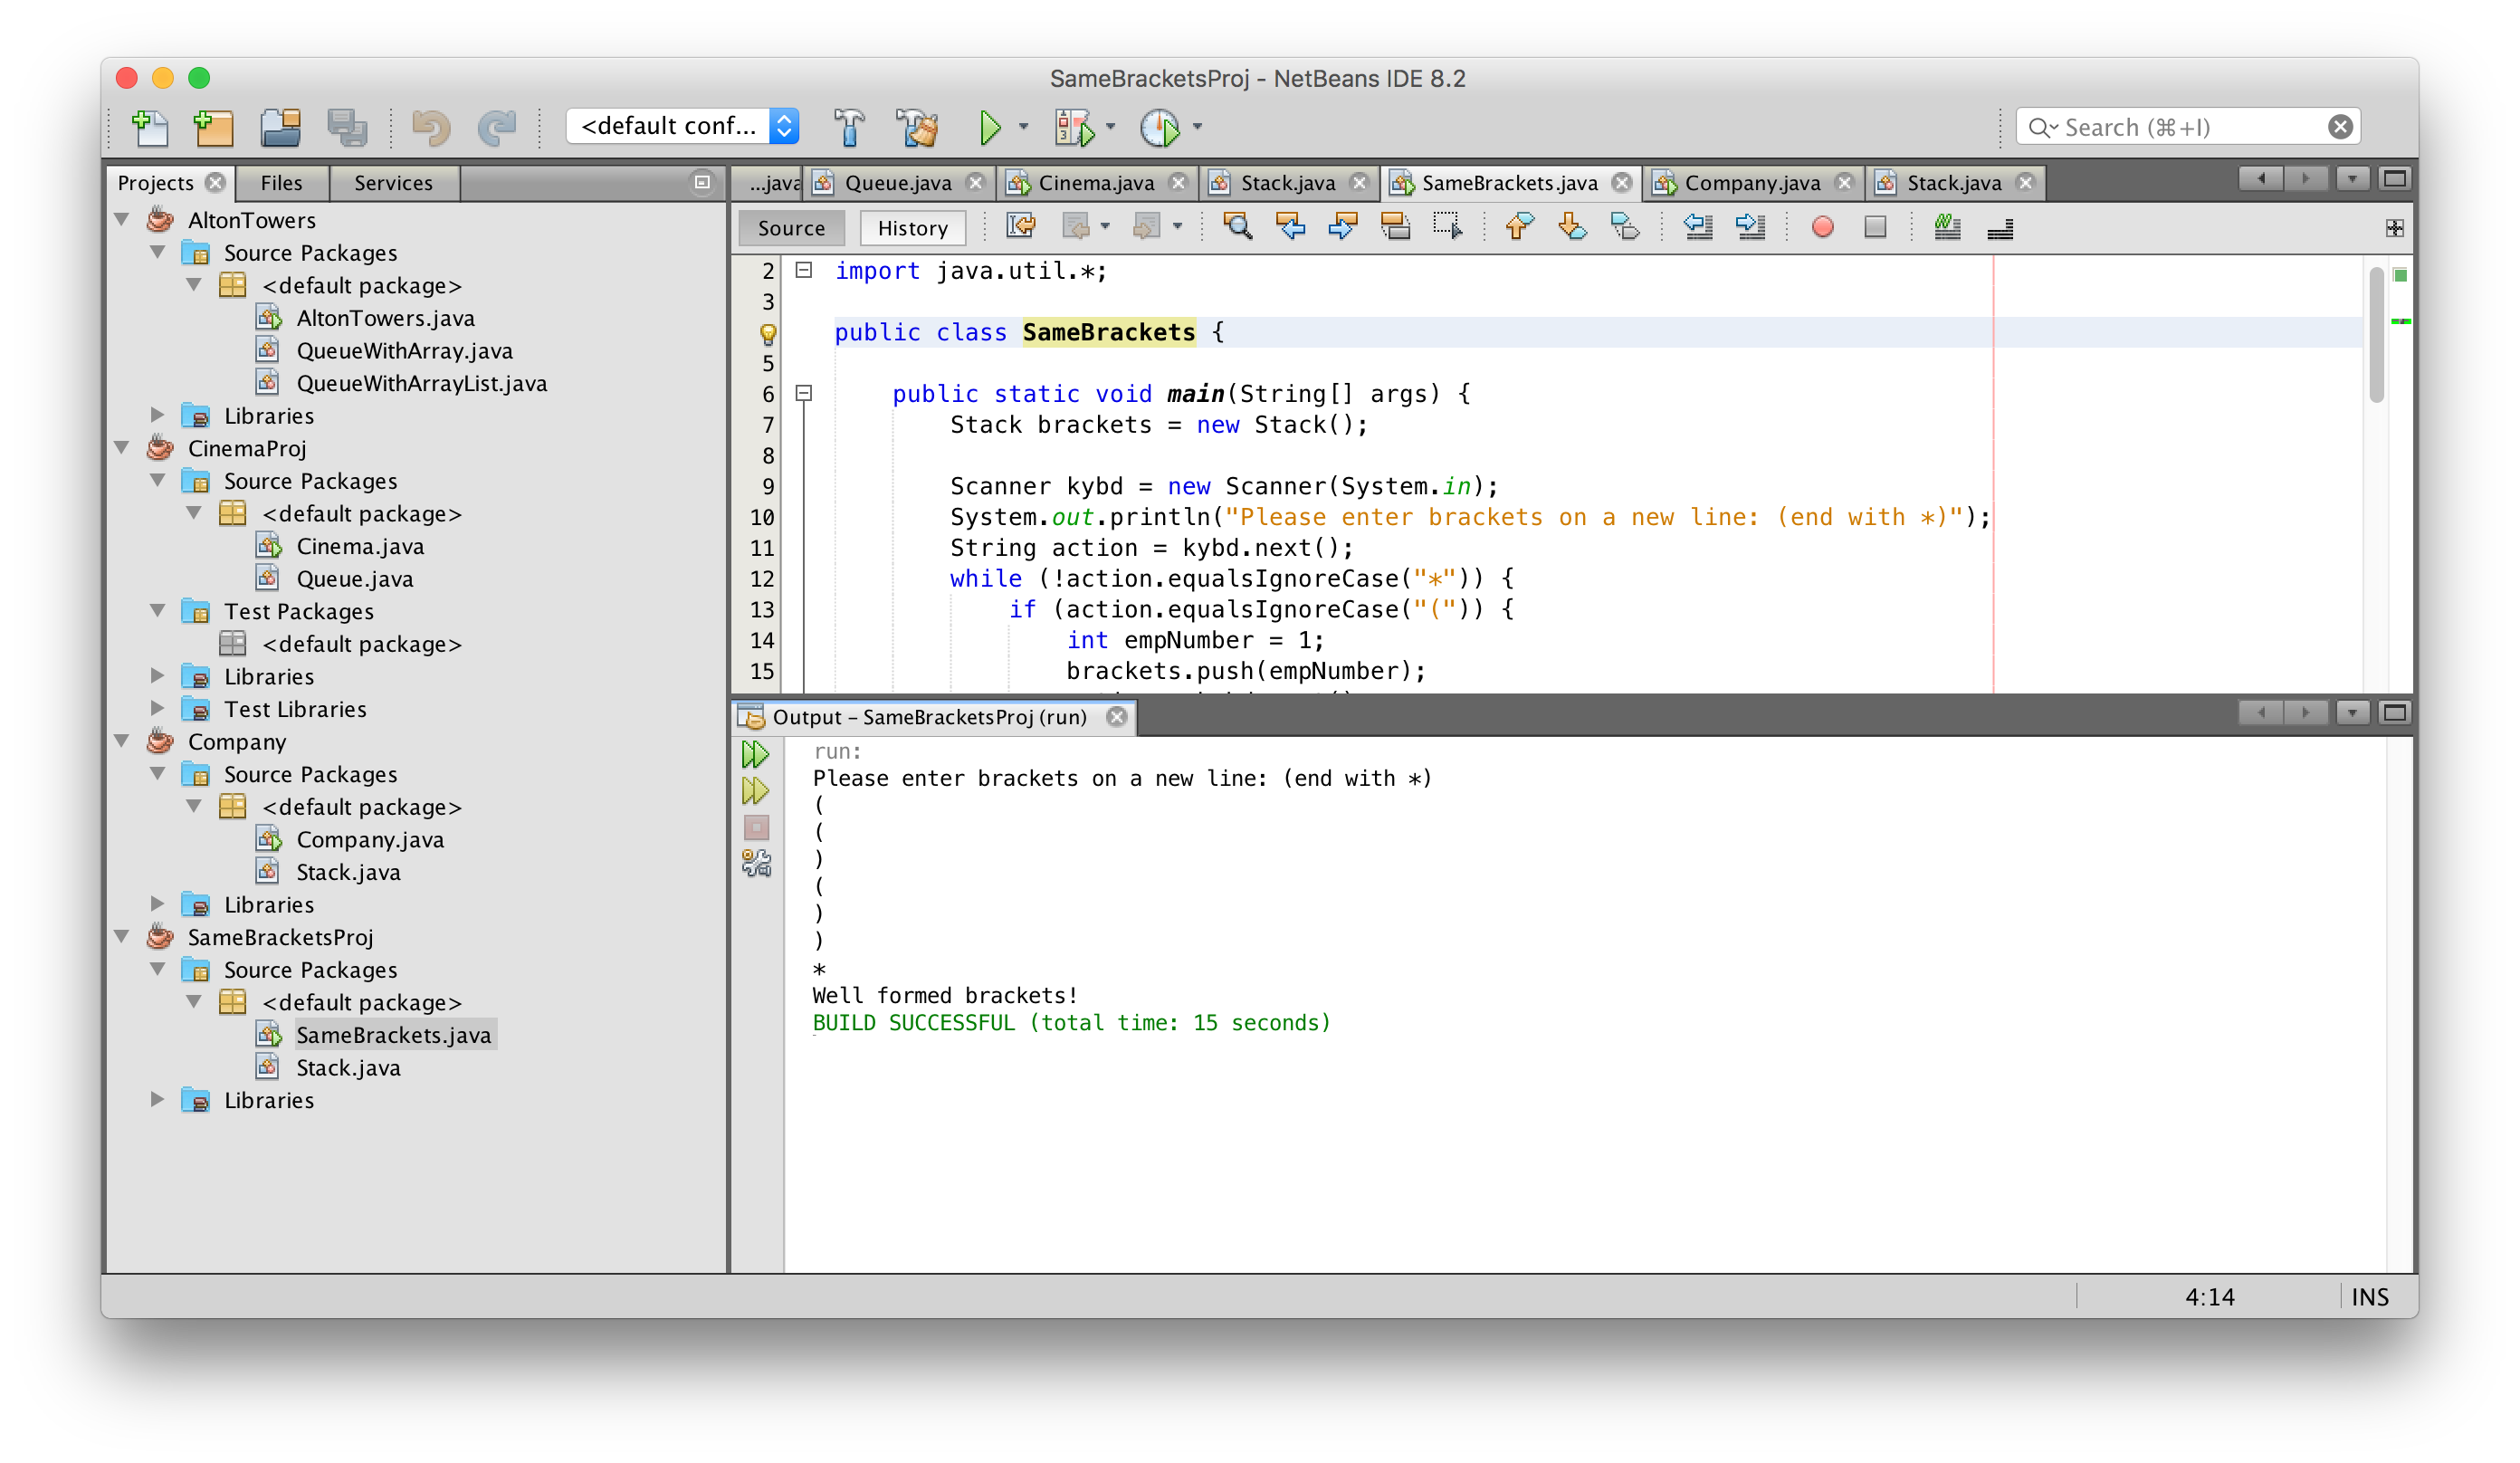 SameBracketsProj - NetBeans IDE 8.2
<default conf...
Search (⌘+I)
Projects
Files
Services
AltonTowers
Source Packages
<default package>
AltonTowers.java
QueueWithArray.java
QueueWithArrayList.java
Libraries
CinemaProj
Source Packages
<default package>
Cinema.java
Queue.java
Test Packages
<default package>
Libraries
Test Libraries
Company
Source Packages
<default package>
Company.java
Stack.java
Libraries
SameBracketsProj
Source Packages
<default package>
SameBrackets.java
Stack.java
Libraries
...java
Queue.java
Cinema.java
Stack.java
SameBrackets.java
Company.java
Stack.java
Source
History
2 import java.util.*;
3
public class SameBrackets {
5
6 public static void main(String[] args) {
7 Stack brackets = new Stack();
8
9 Scanner kybd = new Scanner(System.in);
10 System.out.println("Please enter brackets on a new line: (end with *)");
11 String action = kybd.next();
12 while (!action.equalsIgnoreCase("*")) {
13 if (action.equalsIgnoreCase("(")) {
14 int empNumber = 1;
15 brackets.push(empNumber);
Output – SameBracketsProj (run)
run:
Please enter brackets on a new line: (end with *)
(
(
)
(
)
)
*
Well formed brackets!
BUILD SUCCESSFUL (total time: 15 seconds)
4:14
INS